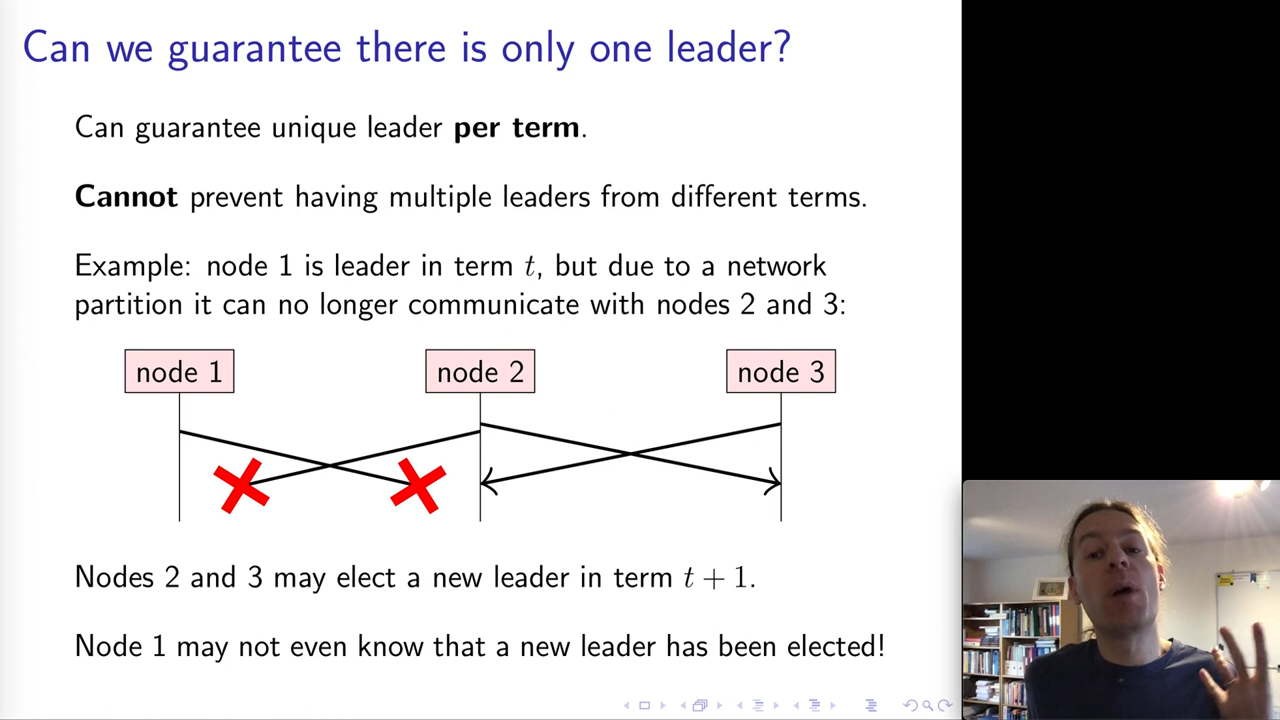 Can we guarantee there is only one leader?
Can guarantee unique leader per term.
Cannot prevent having multiple leaders from different terms.
Example: node 1 is leader in term t, but due to a network
partition it can no longer communicate with nodes 2 and 3:
node 1 node 2 node 3
Nodes 2 and 3 may elect a new leader in term t + 1.
Node 1 may not even know that a new leader has been elected!